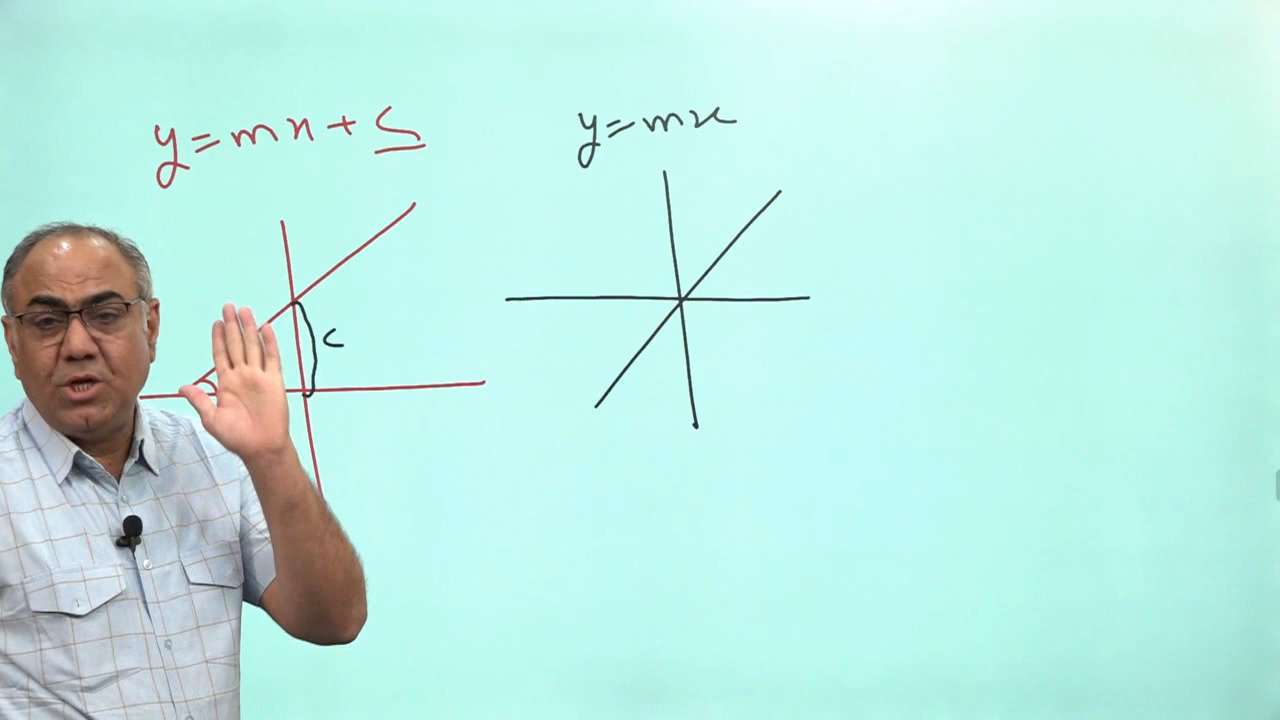 y = mx + c
y = mx
c